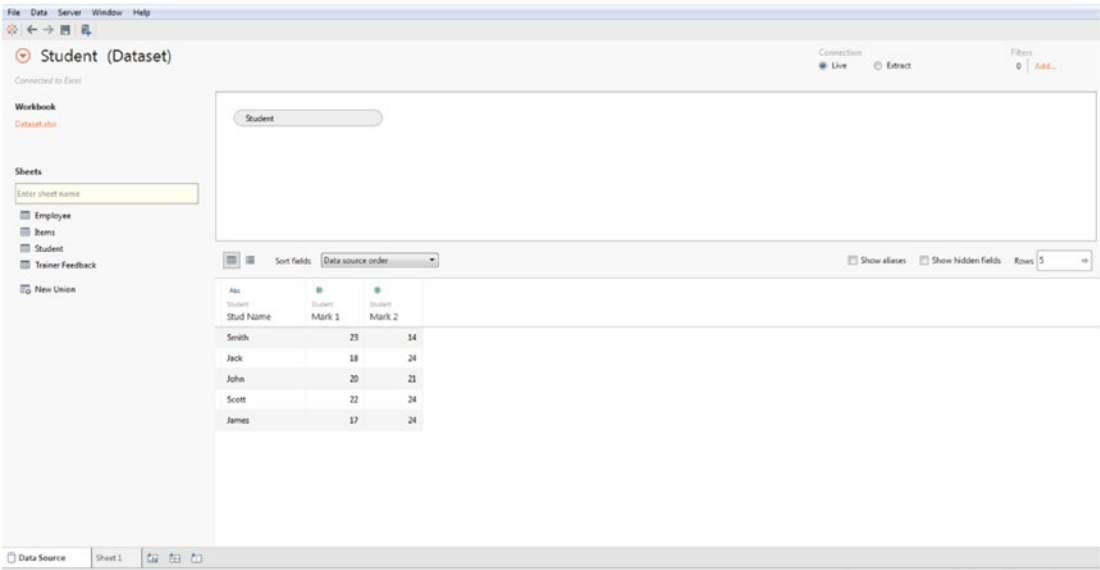 File Data Server Window Help
Student (Dataset)
Connection
Live Extract
Filters
0 Add...
Connected to Excel
Workbook
Dataset.xlsx
Student
Sheets
Enter sheet name
Employee
Items
Student
Trainer Feedback
New Union
Sort fields Data source order
Show aliases Show hidden fields Rows 5
Abc
Student Student Student
Stud Name Mark 1 Mark 2
Smith 23 14
Jack 18 24
John 20 21
Scott 22 24
James 17 24
Data Source Sheet 1